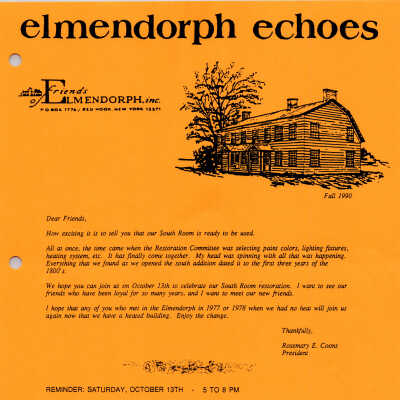 elmendorph echoes
Friends
of ELMENDORPH, inc.
P O BOX 1776 / RED HOOK, NEW YORK 12571
Fall 1990
Dear Friends,
How exciting it is to tell you that our South Room is ready to be used.
All at once, the time came when the Restoration Committee was selecting paint colors, lighting fixtures,
heating system, etc. It has finally come together. My head was spinning with all that was happening.
Everything that we found as we opened the south addition dated it to the first three years of the
1800s.
We hope you can join us on October 13th to celebrate our South Room restoration. I want to see our
friends who have been loyal for so many years, and I want to meet our new friends.
I hope that any of you who met in the Elmendorph in 1977 or 1978 when we had no heat will join us
again now that we have a heated building. Enjoy the change.
Thankfully,
Rosemary E. Coons
President
REMINDER: SATURDAY, OCTOBER 13TH - 5 TO 8 PM